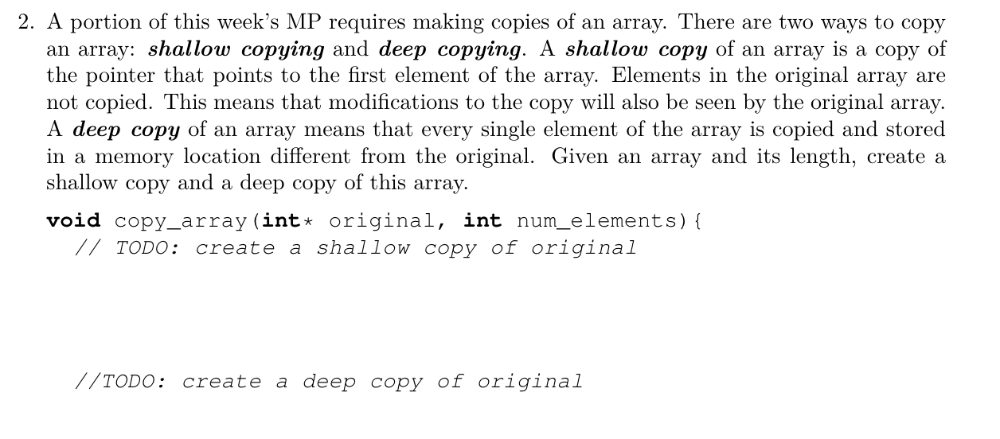 2. A portion of this week's MP requires making copies of an array. There are two ways to copy
an array: shallow copying and deep copying. A shallow copy of an array is a copy of
the pointer that points to the first element of the array. Elements in the original array are
not copied. This means that modifications to the copy will also be seen by the original array.
A deep copy of an array means that every single element of the array is copied and stored
in a memory location different from the original. Given an array and its length, create a
shallow copy and a deep copy of this array.
void copy_array(int* original, int num_elements){
// TODO: create a shallow copy of original
//TODO: create a deep copy of original